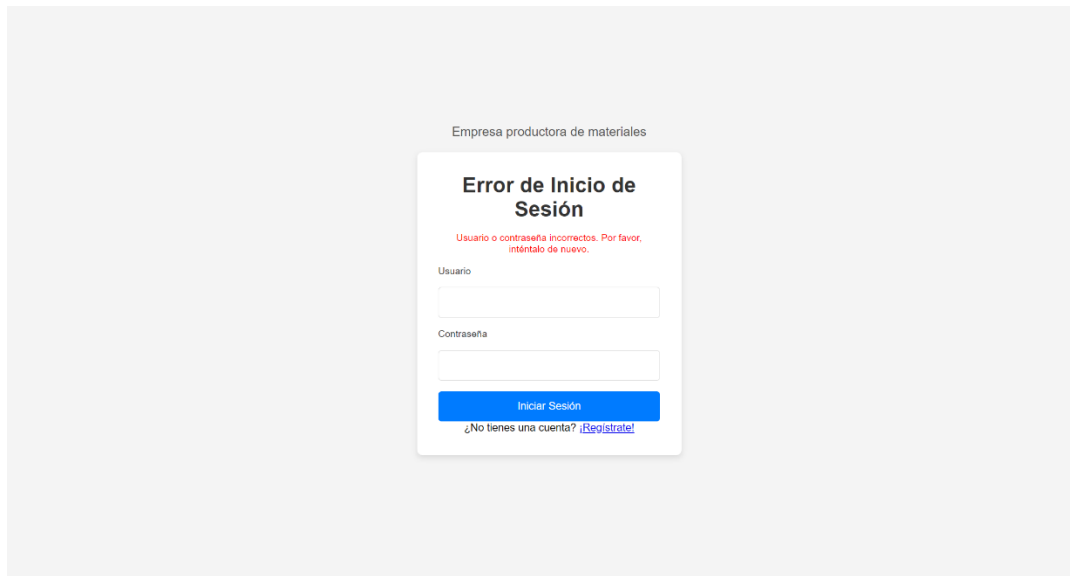 Empresa productora de materiales
Error de Inicio de
Sesión
Usuario o contraseña incorrectos. Por favor,
inténtalo de nuevo.
Usuario
Contraseña
Iniciar Sesión
¿No tienes una cuenta? ¡Regístrate!